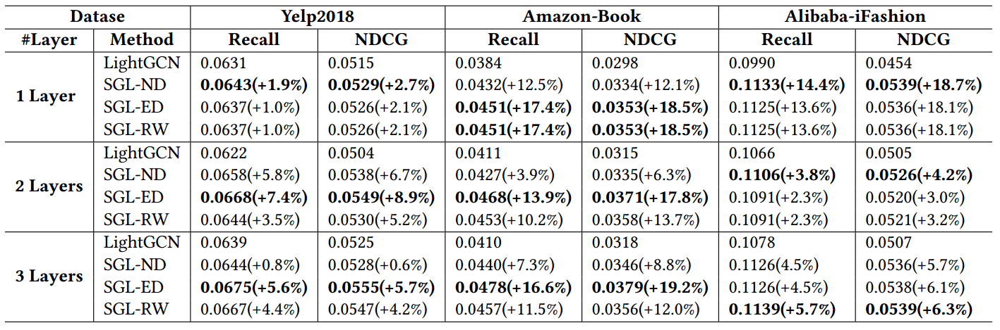 Datase Yelp2018 Amazon-Book Alibaba-iFashion
#Layer Method Recall NDCG Recall NDCG Recall NDCG
LightGCN 0.0631 0.0515 0.0384 0.0298 0.0990 0.0454
SGL-ND 0.0643(+1.9%) 0.0529(+2.7%) 0.0432(+12.5%) 0.0334(+12.1%) 0.1133(+14.4%) 0.0539(+18.7%)
1 Layer
SGL-ED 0.0637(+1.0%) 0.0526(+2.1%) 0.0451(+17.4%) 0.0353(+18.5%) 0.1125(+13.6%) 0.0536(+18.1%)
SGL-RW 0.0637(+1.0%) 0.0526(+2.1%) 0.0451(+17.4%) 0.0353(+18.5%) 0.1125(+13.6%) 0.0536(+18.1%)
LightGCN 0.0622 0.0504 0.0411 0.0315 0.1066 0.0505
SGL-ND 0.0658(+5.8%) 0.0538(+6.7%) 0.0427(+3.9%) 0.0335(+6.3%) 0.1106(+3.8%) 0.0526(+4.2%)
2 Layers
SGL-ED 0.0668(+7.4%) 0.0549(+8.9%) 0.0468(+13.9%) 0.0371(+17.8%) 0.1091(+2.3%) 0.0520(+3.0%)
SGL-RW 0.0644(+3.5%) 0.0530(+5.2%) 0.0453(+10.2%) 0.0358(+13.7%) 0.1091(+2.3%) 0.0521(+3.2%)
LightGCN 0.0639 0.0525 0.0410 0.0318 0.1078 0.0507
SGL-ND 0.0644(+0.8%) 0.0528(+0.6%) 0.0440(+7.3%) 0.0346(+8.8%) 0.1126(4.5%) 0.0536(+5.7%)
3 Layers
SGL-ED 0.0675(+5.6%) 0.0555(+5.7%) 0.0478(+16.6%) 0.0379(+19.2%) 0.1126(+4.5%) 0.0538(+6.1%)
SGL-RW 0.0667(+4.4%) 0.0547(+4.2%) 0.0457(+11.5%) 0.0356(+12.0%) 0.1139(+5.7%) 0.0539(+6.3%)